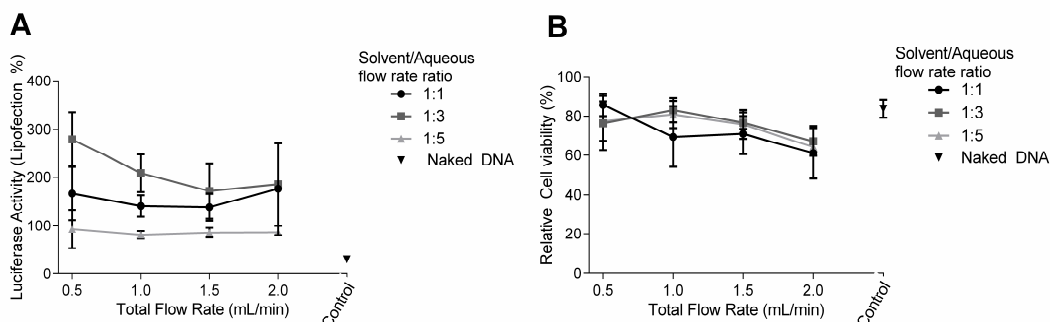 A
Luciferase Activity (Lipofection %)
400
300
200
100
0
0.5
1.0
1.5
2.0
Control
Total Flow Rate (mL/min)
Solvent/Aqueous
flow rate ratio
1:1
1:3
1:5
Naked DNA
B
Relative Cell viability (%)
100
80
60
40
20
0
0.5
1.0
1.5
2.0
Control
Total Flow Rate (mL/min)
Solvent/Aqueous
flow rate ratio
1:1
1:3
1:5
Naked DNA